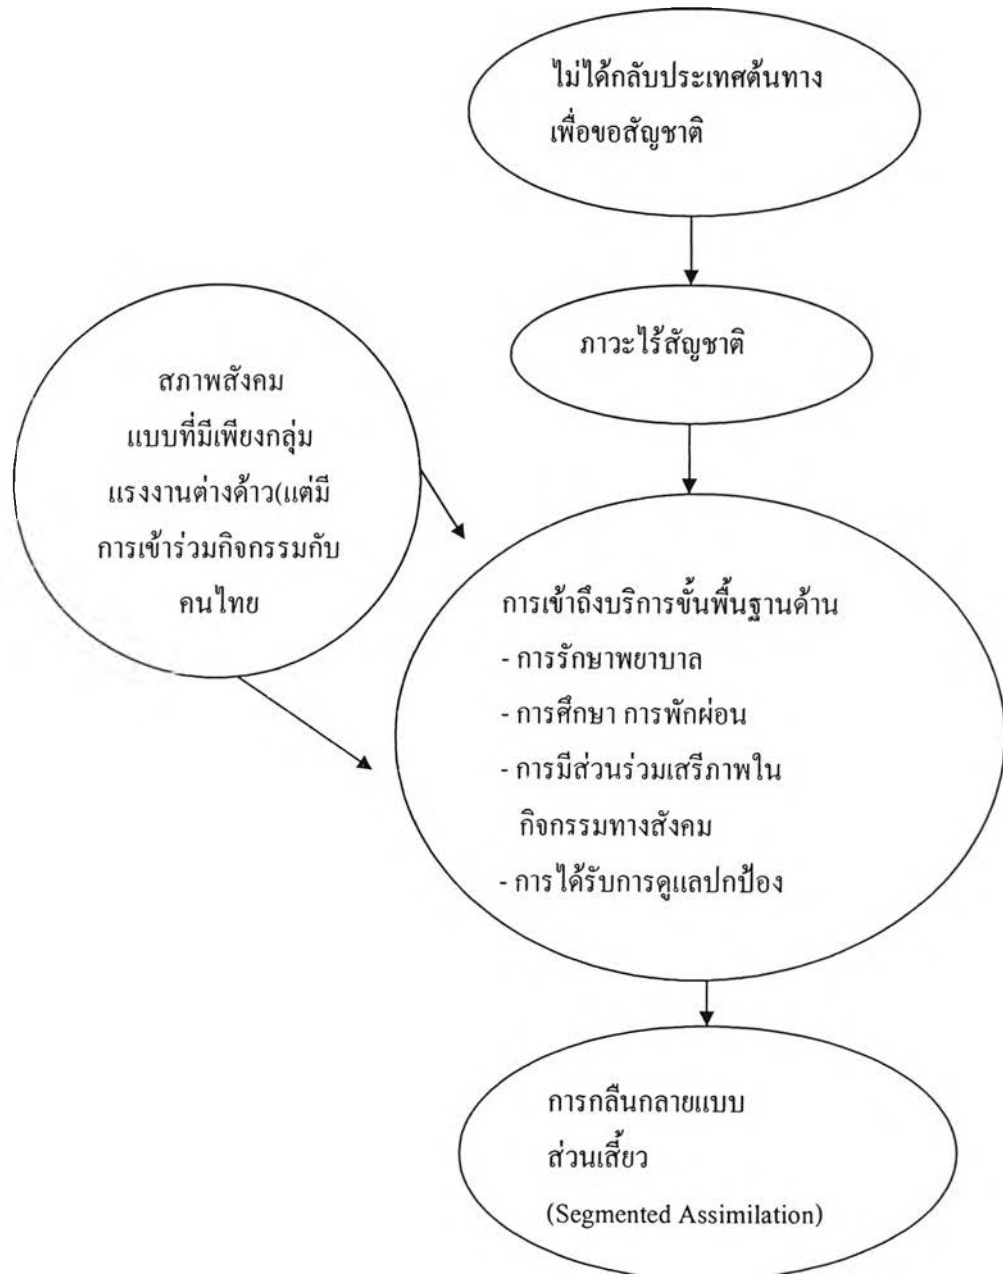 ไม่ได้กลับประเทศต้นทาง
เพื่อขอสัญชาติ
ภาวะไร้สัญชาติ
สภาพสังคม
แบบที่มีเพียงกลุ่ม
แรงงานต่างด้าว(แต่มี
การเข้าร่วมกิจกรรมกับ
คนไทย
การเข้าถึงบริการขั้นพื้นฐานด้าน
- การรักษาพยาบาล
- การศึกษา การพักผ่อน
- การมีส่วนร่วมเสรีภาพใน
กิจกรรมทางสังคม
- การได้รับการดูแลปกป้อง
การกลืนกลายแบบ
ส่วนเสี้ยว
(Segmented Assimilation)